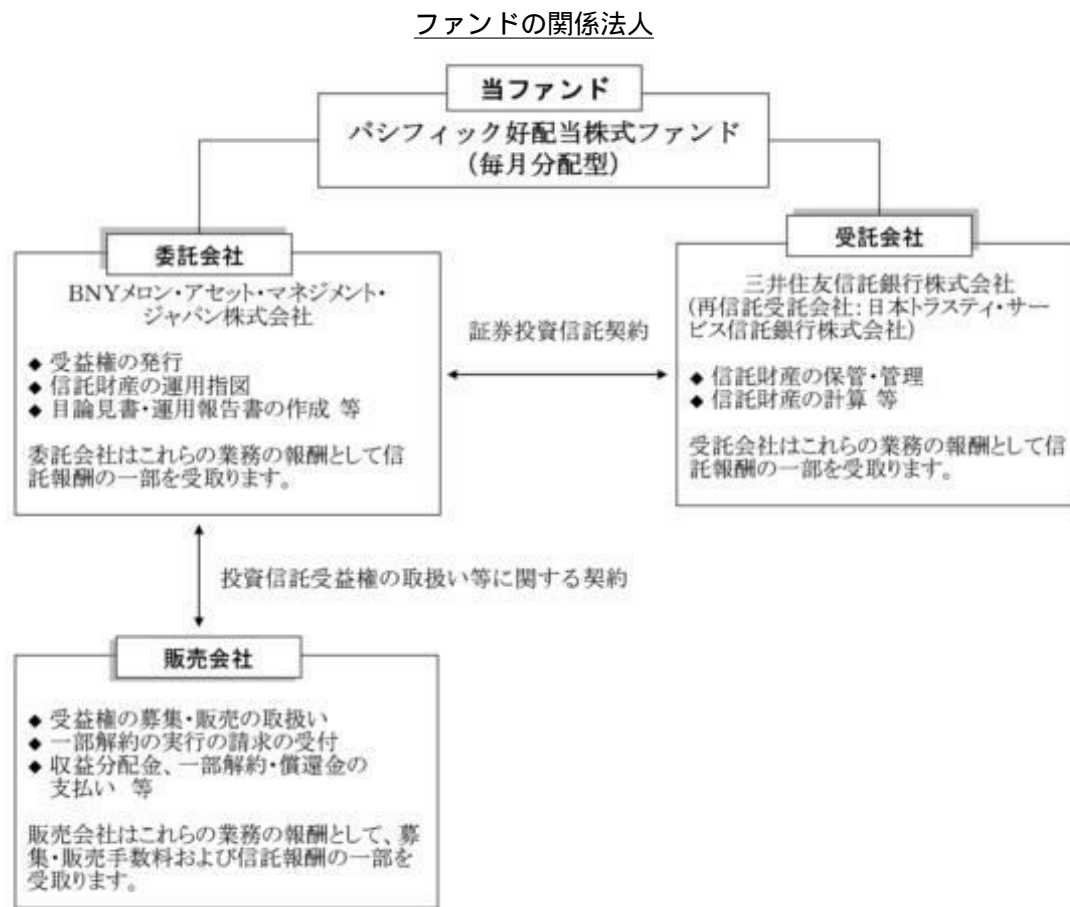 ファンドの関係法人
当ファンド
パシフィック好配当株式ファンド
(毎月分配型)
委託会社
BNYメロン・アセット・マネジメント・
ジャパン株式会社
◆ 受益権の発行
◆ 信託財産の運用指図
◆ 目論見書・運用報告書の作成 等
委託会社はこれらの業務の報酬として信
託報酬の一部を受取ります。
証券投資信託契約
受託会社
三井住友信託銀行株式会社
(再信託受託会社:日本トラスティ・サー
ビス信託銀行株式会社)
◆ 信託財産の保管・管理
◆ 信託財産の計算 等
受託会社はこれらの業務の報酬として信
託報酬の一部を受取ります。
投資信託受益権の取扱い等に関する契約
販売会社
◆ 受益権の募集・販売の取扱い
◆ 一部解約の実行の請求の受付
◆ 収益分配金、一部解約・償還金の
支払い 等
販売会社はこれらの業務の報酬として、募
集・販売手数料および信託報酬の一部を
受取ります。